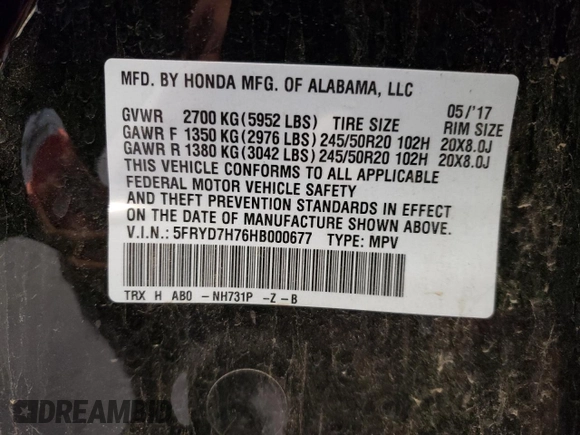 MFD. BY HONDA MFG. OF ALABAMA, LLC
05/'17
GVWR 2700 KG(5952 LBS) TIRE SIZE RIM SIZE
GAWR F 1350 KG(2976 LBS)245/50R20 102H 20X8.0J
GAWR R 1380 KG(3042 LBS)245/50R20 102H 20X8.0J
THIS VEHICLE CONFORMS TO ALL APPLICABLE
FEDERAL MOTOR VEHICLE SAFETY
AND THEFT PREVENTION STANDARDS IN EFFECT
ON THE DATE OF MANUFACTURE SHOWN ABOVE.
V.I.N.: 5FRYD7H76HB000677 TYPE: MPV
TRX H AB0 -NH731P -Z-B
DREAMBID